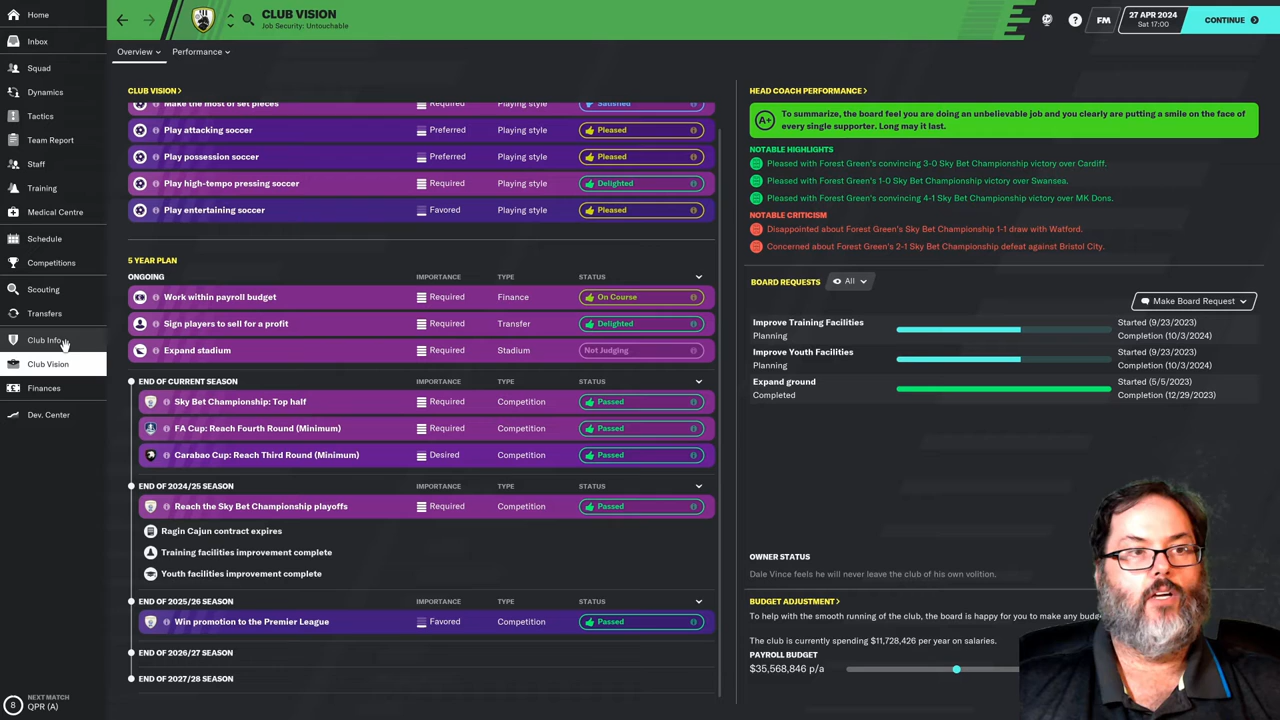 Home
CLUB VISION
Job Security: Untouchable
FM
27 APR 2024
Sat 17:00
CONTINUE
Inbox
Squad
Dynamics
Tactics
Team Report
Staff
Training
Medical Centre
Schedule
Competitions
Scouting
Transfers
Club Info
Club Vision
Finances
Dev. Center
NEXT MATCH
8 QPR (A)
Overview
Performance
CLUB VISION >
Make the most of set pieces Required Playing style Satisfied
Play attacking soccer Preferred Playing style Pleased
Play possession soccer Preferred Playing style Pleased
Play high-tempo pressing soccer Required Playing style Delighted
Play entertaining soccer Favored Playing style Pleased
5 YEAR PLAN
ONGOING IMPORTANCE TYPE STATUS
Work within payroll budget Required Finance On Course
Sign players to sell for a profit Required Transfer Delighted
Expand stadium Required Stadium Not Judging
END OF CURRENT SEASON IMPORTANCE TYPE STATUS
Sky Bet Championship: Top half Required Competition Passed
FA Cup: Reach Fourth Round (Minimum) Required Competition Passed
Carabao Cup: Reach Third Round (Minimum) Desired Competition Passed
END OF 2024/25 SEASON IMPORTANCE TYPE STATUS
Reach the Sky Bet Championship playoffs Required Competition Passed
Ragin Cajun contract expires
Training facilities improvement complete
Youth facilities improvement complete
END OF 2025/26 SEASON IMPORTANCE TYPE STATUS
Win promotion to the Premier League Favored Competition Passed
END OF 2026/27 SEASON
END OF 2027/28 SEASON
HEAD COACH PERFORMANCE >
A+
To summarize, the board feel you are doing an unbelievable job and you clearly are putting a smile on the face of
every single supporter. Long may it last.
NOTABLE HIGHLIGHTS
Pleased with Forest Green's convincing 3-0 Sky Bet Championship victory over Cardiff.
Pleased with Forest Green's 1-0 Sky Bet Championship victory over Swansea.
Pleased with Forest Green's convincing 4-1 Sky Bet Championship victory over MK Dons.
NOTABLE CRITICISM
Disappointed about Forest Green's Sky Bet Championship 1-1 draw with Watford.
Concerned about Forest Green's 2-1 Sky Bet Championship defeat against Bristol City.
BOARD REQUESTS All
Make Board Request
Improve Training Facilities Started (9/23/2023)
Planning Completion (10/3/2024)
Improve Youth Facilities Started (9/23/2023)
Planning Completion (10/3/2024)
Expand ground Started (5/5/2023)
Completed Completion (12/29/2023)
OWNER STATUS
Dale Vince feels he will never leave the club of his own volition.
BUDGET ADJUSTMENT >
To help with the smooth running of the club, the board is happy for you to make any
The club is currently spending $11,728,426 per year on salaries.
PAYROLL BUDGET
$35,568,846 p/a